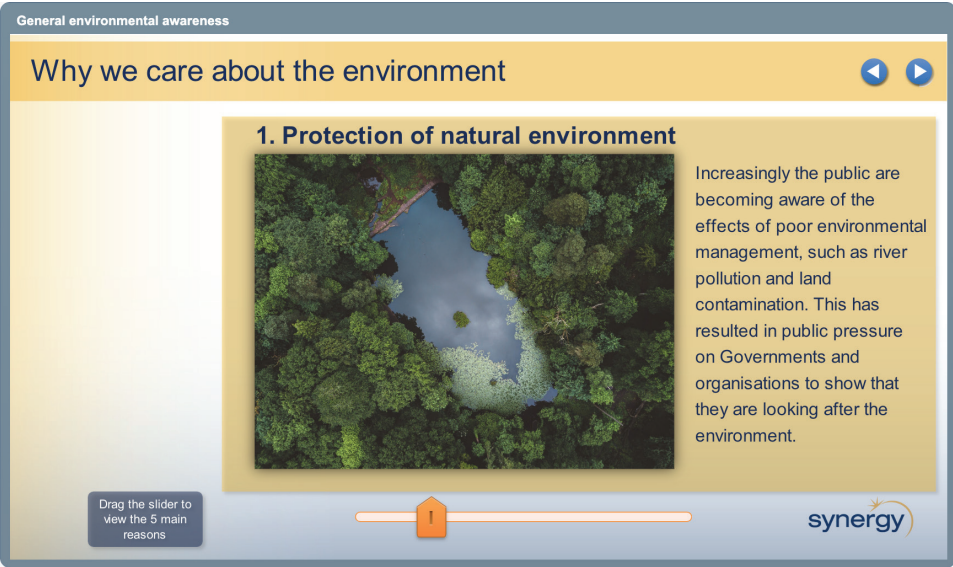 General environmental awareness
Why we care about the environment
1. Protection of natural environment
Increasingly the public are
becoming aware of the
effects of poor environmental
management, such as river
pollution and land
contamination. This has
resulted in public pressure
on Governments and
organisations to show that
they are looking after the
environment.
Drag the slider to
view the 5 main
reasons
synergy